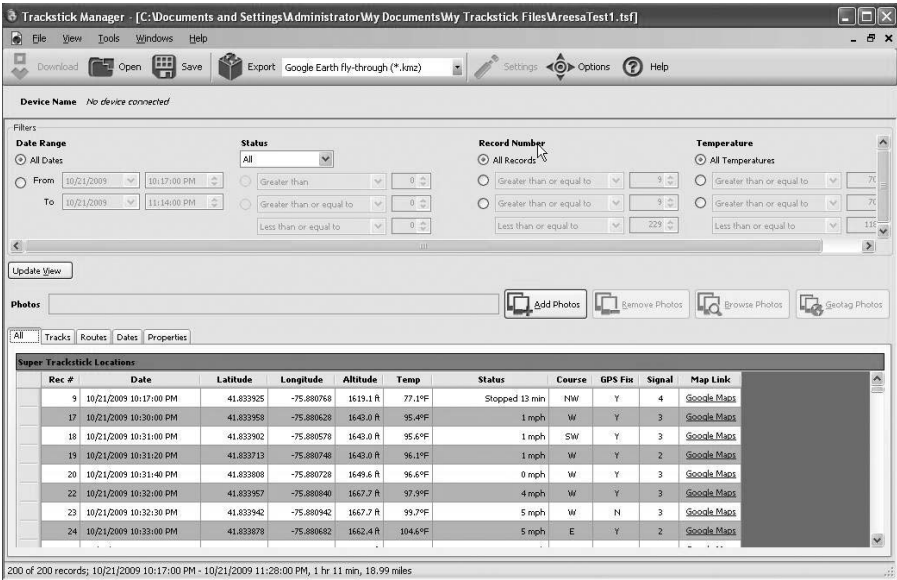 Trackstick Manager - [C:\Documents and Settings\Administrator\My Documents\My Trackstick Files\AreesaTest1.tsf]
File View Tools Windows Help
Download Open Save Export Google Earth fly-through (*.kmz) Settings Options Help
Device Name No device connected
Filters
Date Range Status Record Number Temperature
All Dates All All Records All Temperatures
From 10/21/2009 10:17:00 PM Greater than 0 Greater than or equal to 9 Greater than or equal to 70
To 10/21/2009 11:14:00 PM Greater than or equal to 0 Greater than or equal to 9 Greater than or equal to 70
Less than or equal to 0 Less than or equal to 229 Less than or equal to 118
Update View
Photos Add Photos Remove Photos Browse Photos Geotag Photos
All Tracks Routes Dates Properties
Super Trackstick Locations
Rec # Date Latitude Longitude Altitude Temp Status Course GPS Fix Signal Map Link
9 10/21/2009 10:17:00 PM 41.833925 -75.880768 1619.1 ft 77.1°F Stopped 13 min NW Y 4 Google Maps
17 10/21/2009 10:30:00 PM 41.833958 -75.880628 1643.0 ft 95.4°F 1 mph W Y 3 Google Maps
18 10/21/2009 10:31:00 PM 41.833902 -75.880578 1643.0 ft 95.6°F 1 mph SW Y 3 Google Maps
19 10/21/2009 10:31:20 PM 41.833713 -75.880748 1643.0 ft 96.1°F 1 mph W Y 2 Google Maps
20 10/21/2009 10:31:40 PM 41.833808 -75.880728 1649.6 ft 96.6°F 0 mph W Y 3 Google Maps
22 10/21/2009 10:32:00 PM 41.833957 -75.880840 1667.7 ft 97.9°F 4 mph W Y 3 Google Maps
23 10/21/2009 10:32:30 PM 41.833942 -75.880942 1667.7 ft 99.7°F 5 mph W N 3 Google Maps
24 10/21/2009 10:33:00 PM 41.833878 -75.880682 1662.4 ft 104.6°F 5 mph E Y 2 Google Maps
200 of 200 records; 10/21/2009 10:17:00 PM - 10/21/2009 11:28:00 PM, 1 hr 11 min, 18.99 miles